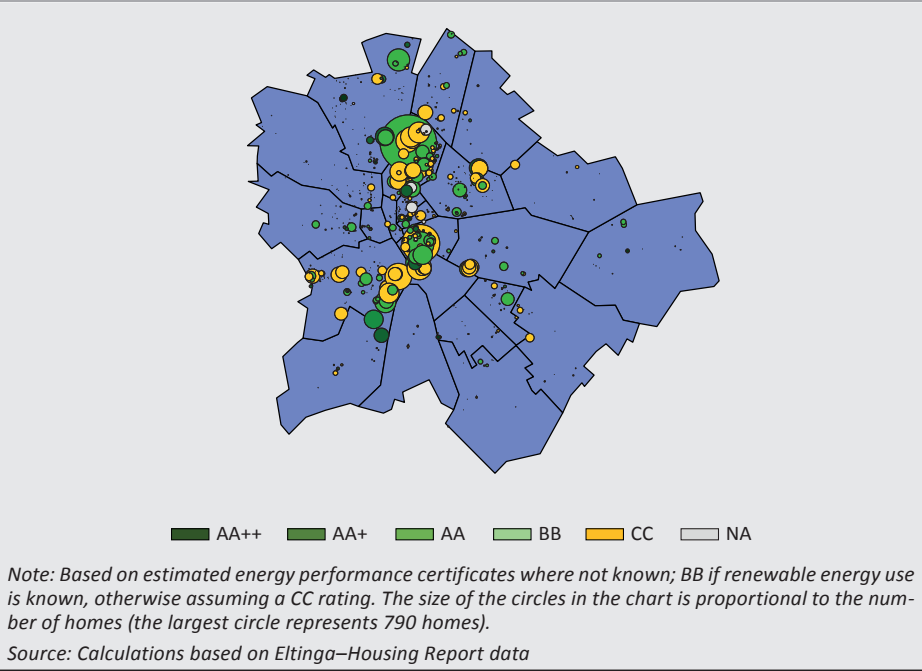 AA++ AA+ AA BB CC NA
Note: Based on estimated energy performance certificates where not known; BB if renewable energy use
is known, otherwise assuming a CC rating. The size of the circles in the chart is proportional to the num-
ber of homes (the largest circle represents 790 homes).
Source: Calculations based on Eltinga–Housing Report data